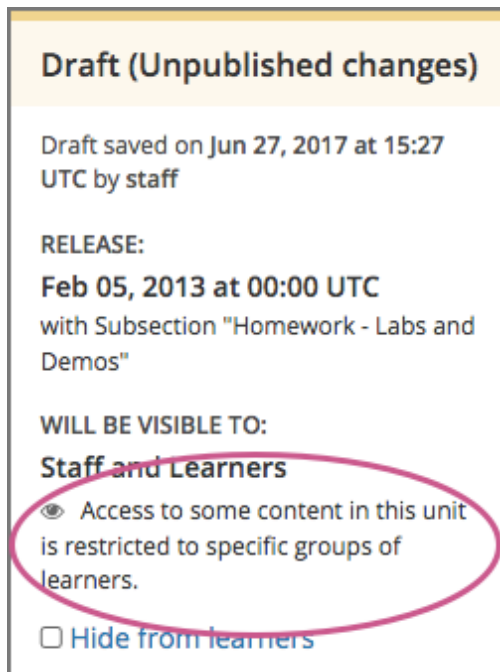 Draft (Unpublished changes)
Draft saved on Jun 27, 2017 at 15:27
UTC by staff
RELEASE:
Feb 05, 2013 at 00:00 UTC
with Subsection "Homework - Labs and
Demos"
WILL BE VISIBLE TO:
Staff and Learners
Access to some content in this unit
is restricted to specific groups of
learners.
Hide from learners